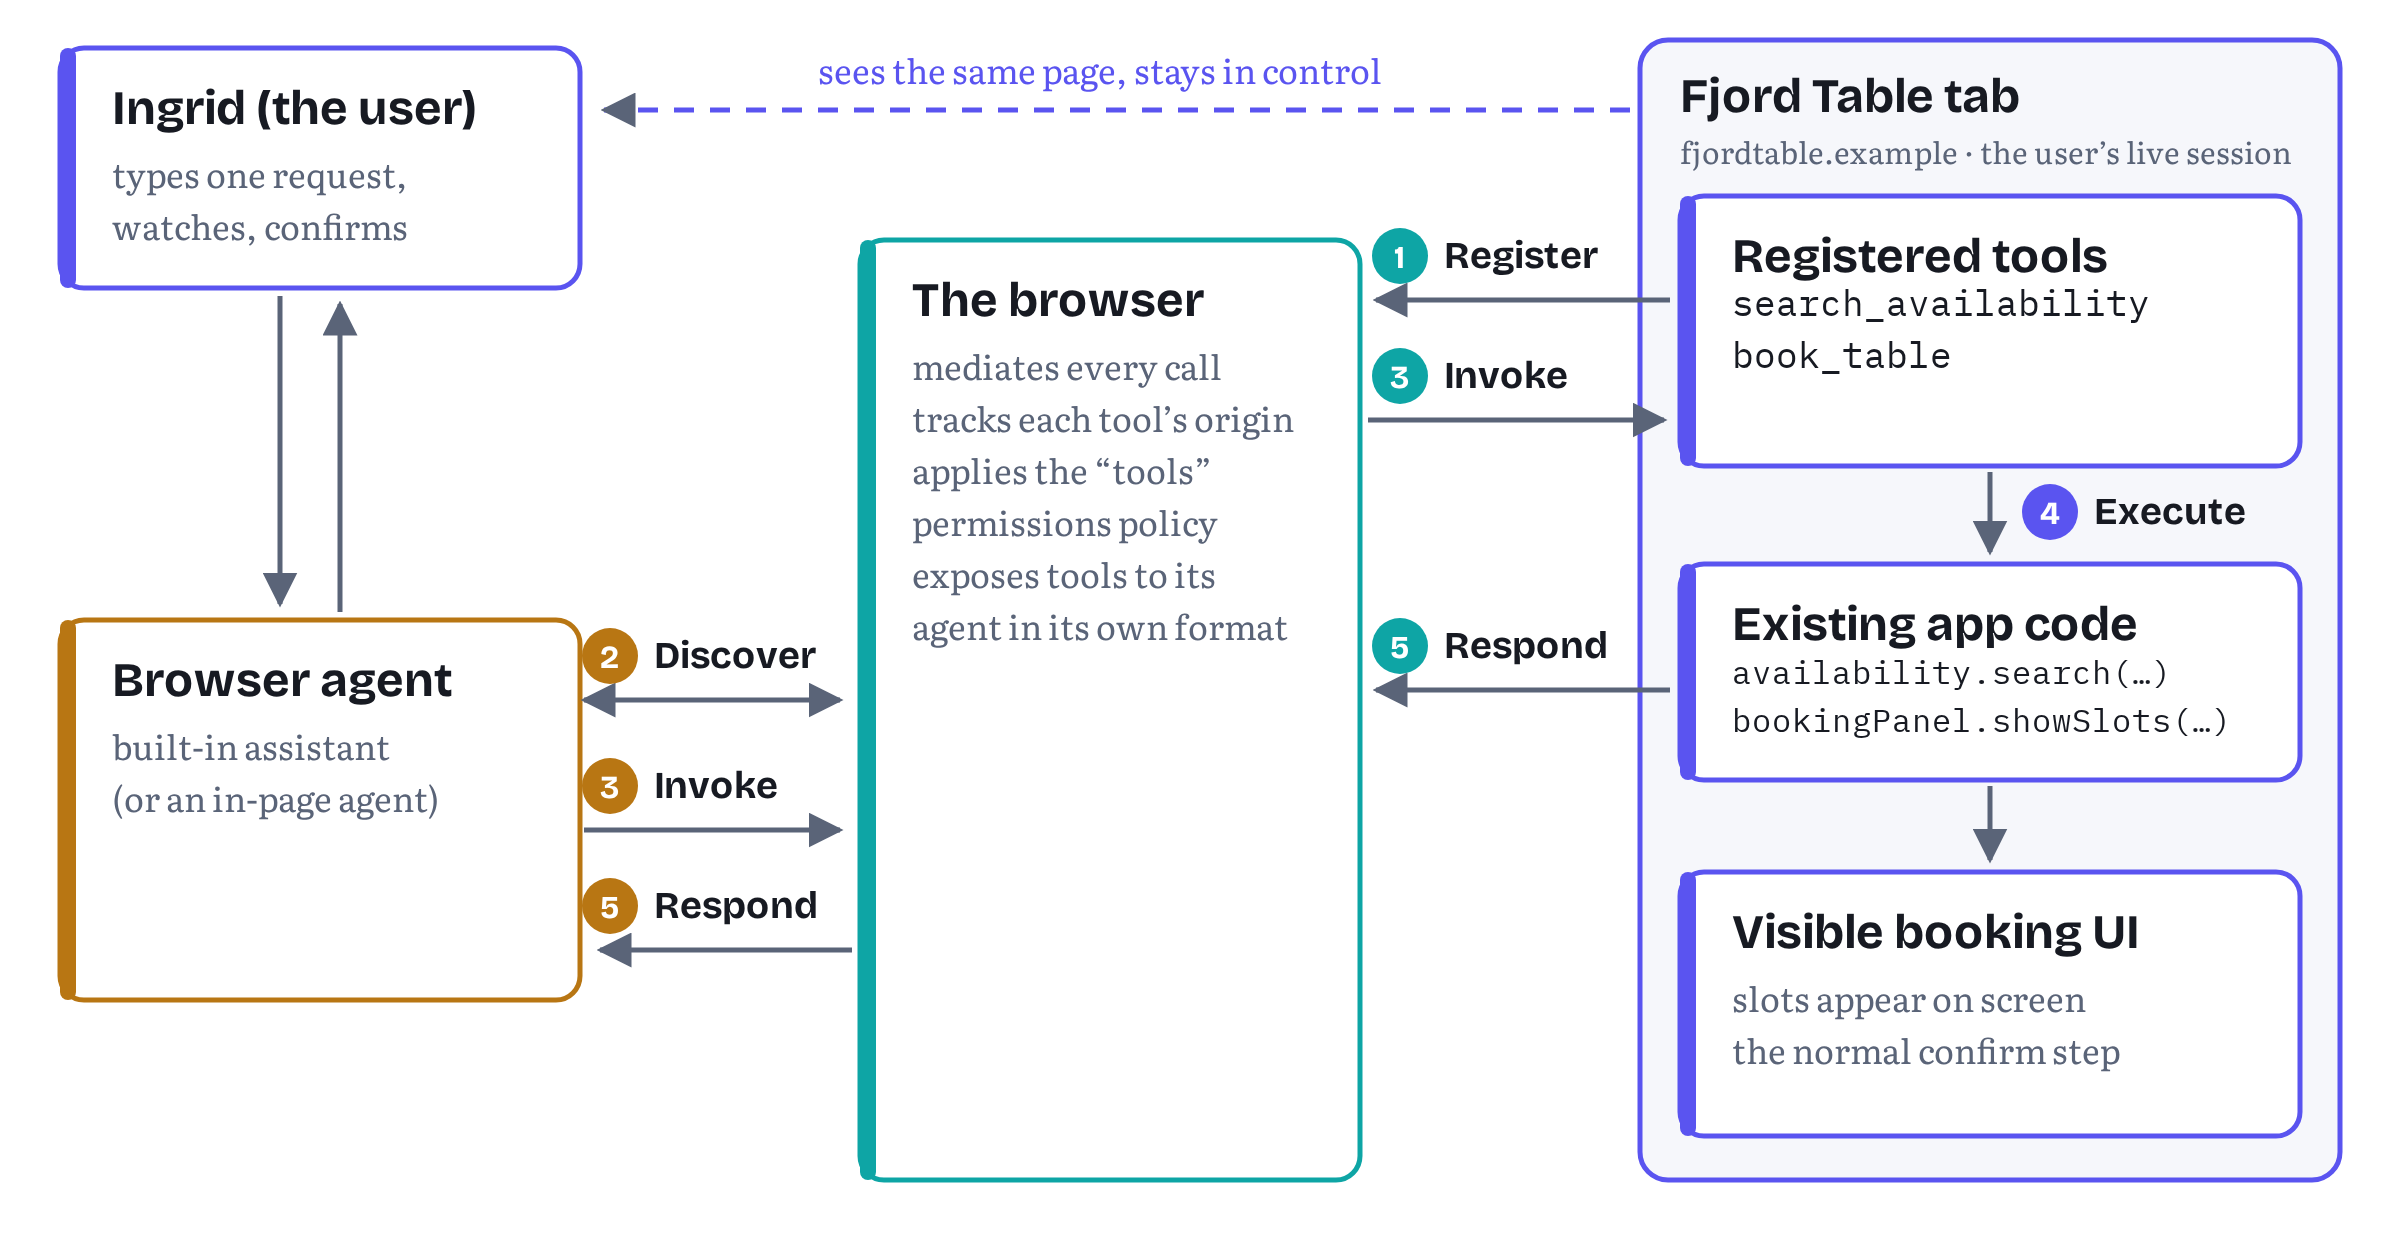 Ingrid (the user)
types one request,
watches, confirms
sees the same page, stays in control
Fjord Table tab
fjordtable.example · the user’s live session
Registered tools
search_availability
book_table
1 Register
3 Invoke
The browser
mediates every call
tracks each tool’s origin
applies the “tools”
permissions policy
exposes tools to its
agent in its own format
4 Execute
Existing app code
availability.search(…)
bookingPanel.showSlots(…)
5 Respond
Browser agent
built-in assistant
(or an in-page agent)
2 Discover
3 Invoke
5 Respond
Visible booking UI
slots appear on screen
the normal confirm step